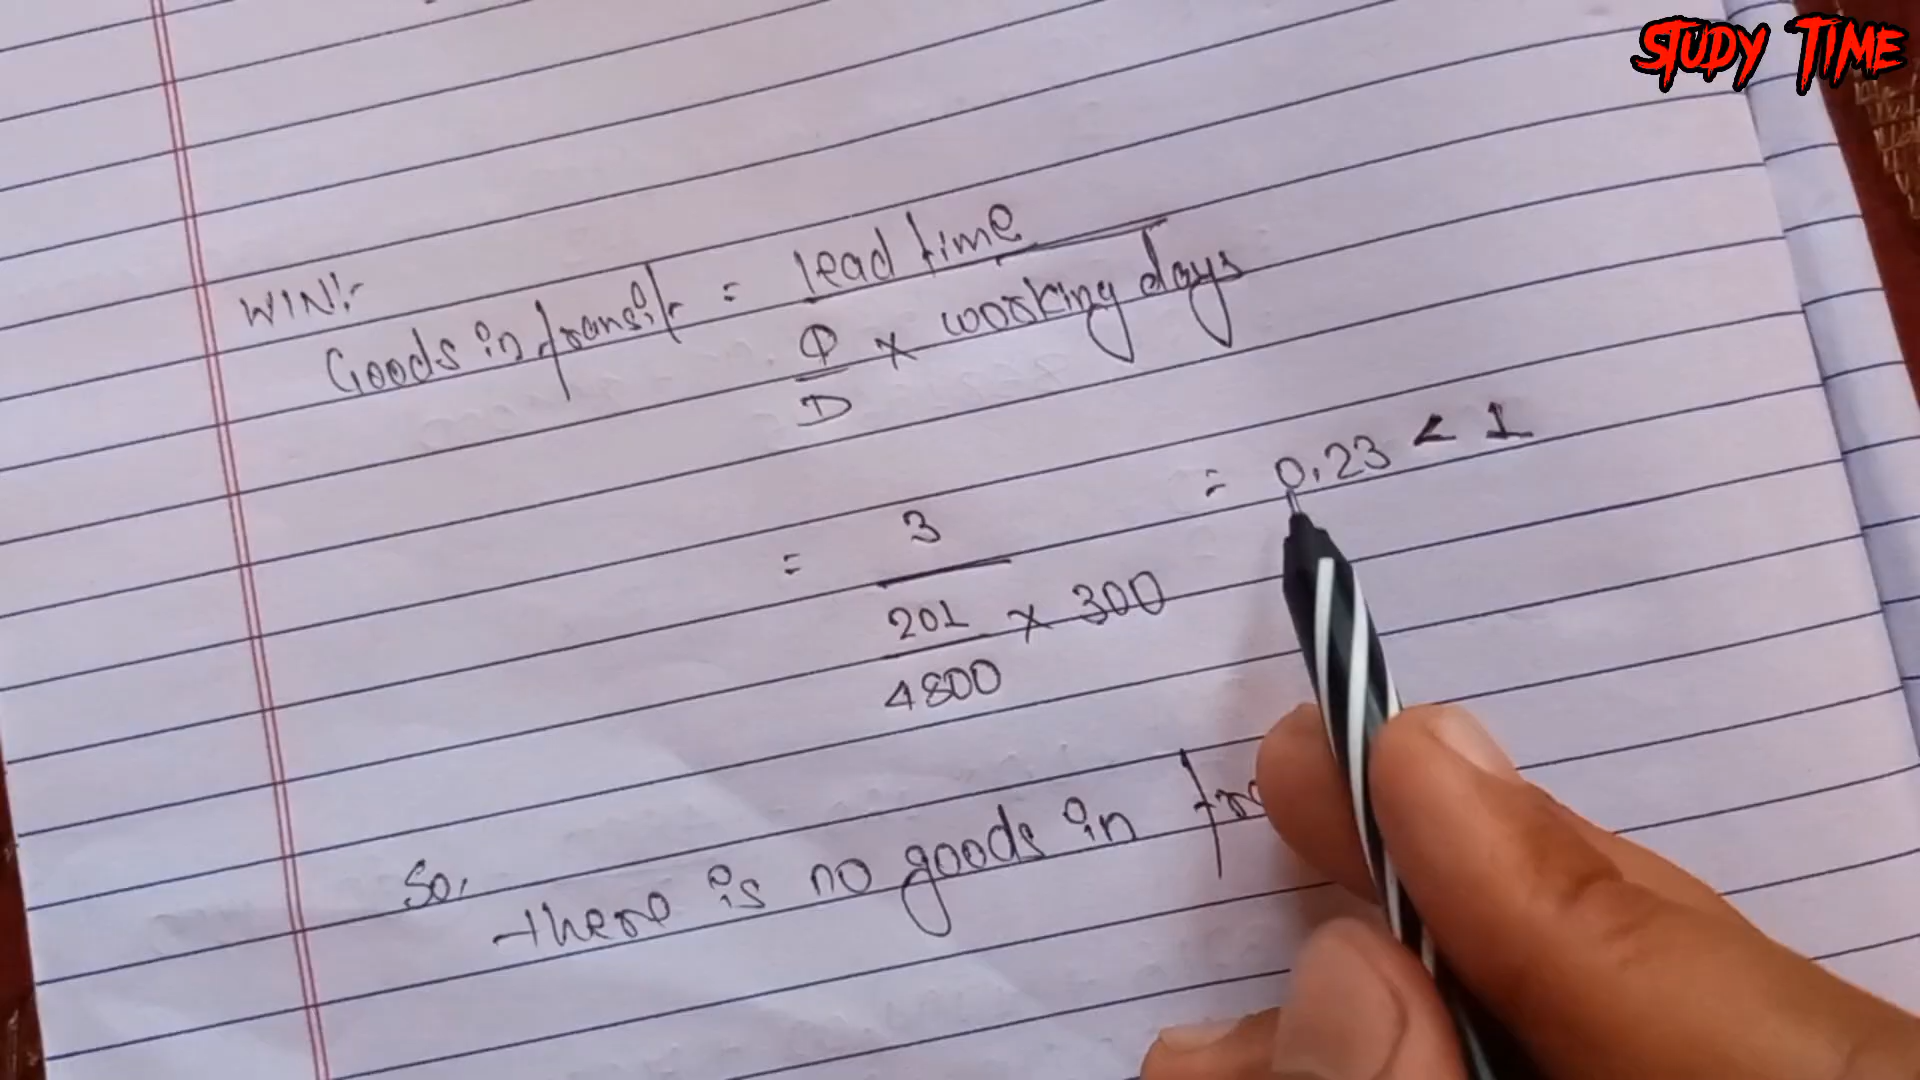 STUDY TIME
WIN:-
Goods in transit = lead time
Q/D × working days
= 3 / (201/4800 × 300) = 0.23 < 1
So,
there is no goods in